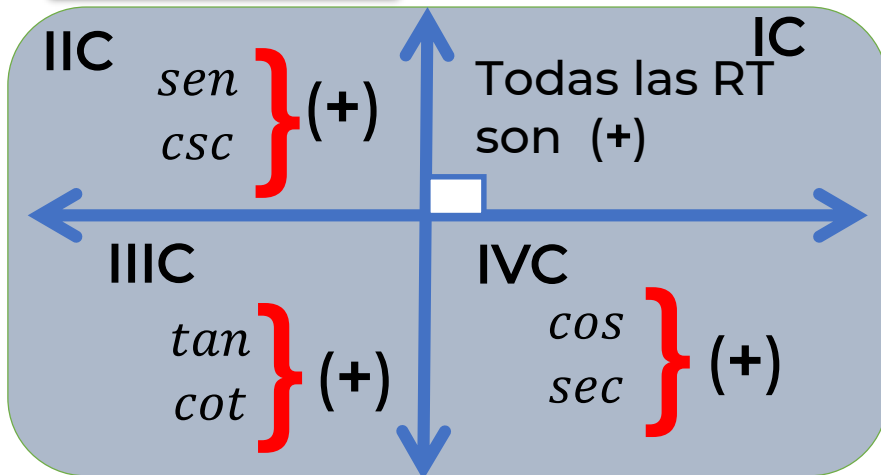 IIC
sen
csc
(+)
IC
Todas las RT
son (+)
IIIC
tan
cot
(+)
IVC
cos
sec
(+)